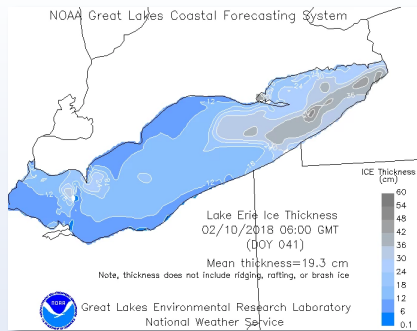 NOAA Great Lakes Coastal Forecasting System
ICE Thickness
(cm)
60
54
48
42
36
30
24
18
12
6
0.1
Lake Erie Ice Thickness
02/10/2018 06:00 GMT
(DOY 041)
Mean thickness=19.3 cm
Note, thickness does not include ridging, rafting, or brash ice
NOAA
Great Lakes Environmental Research Laboratory
National Weather Service